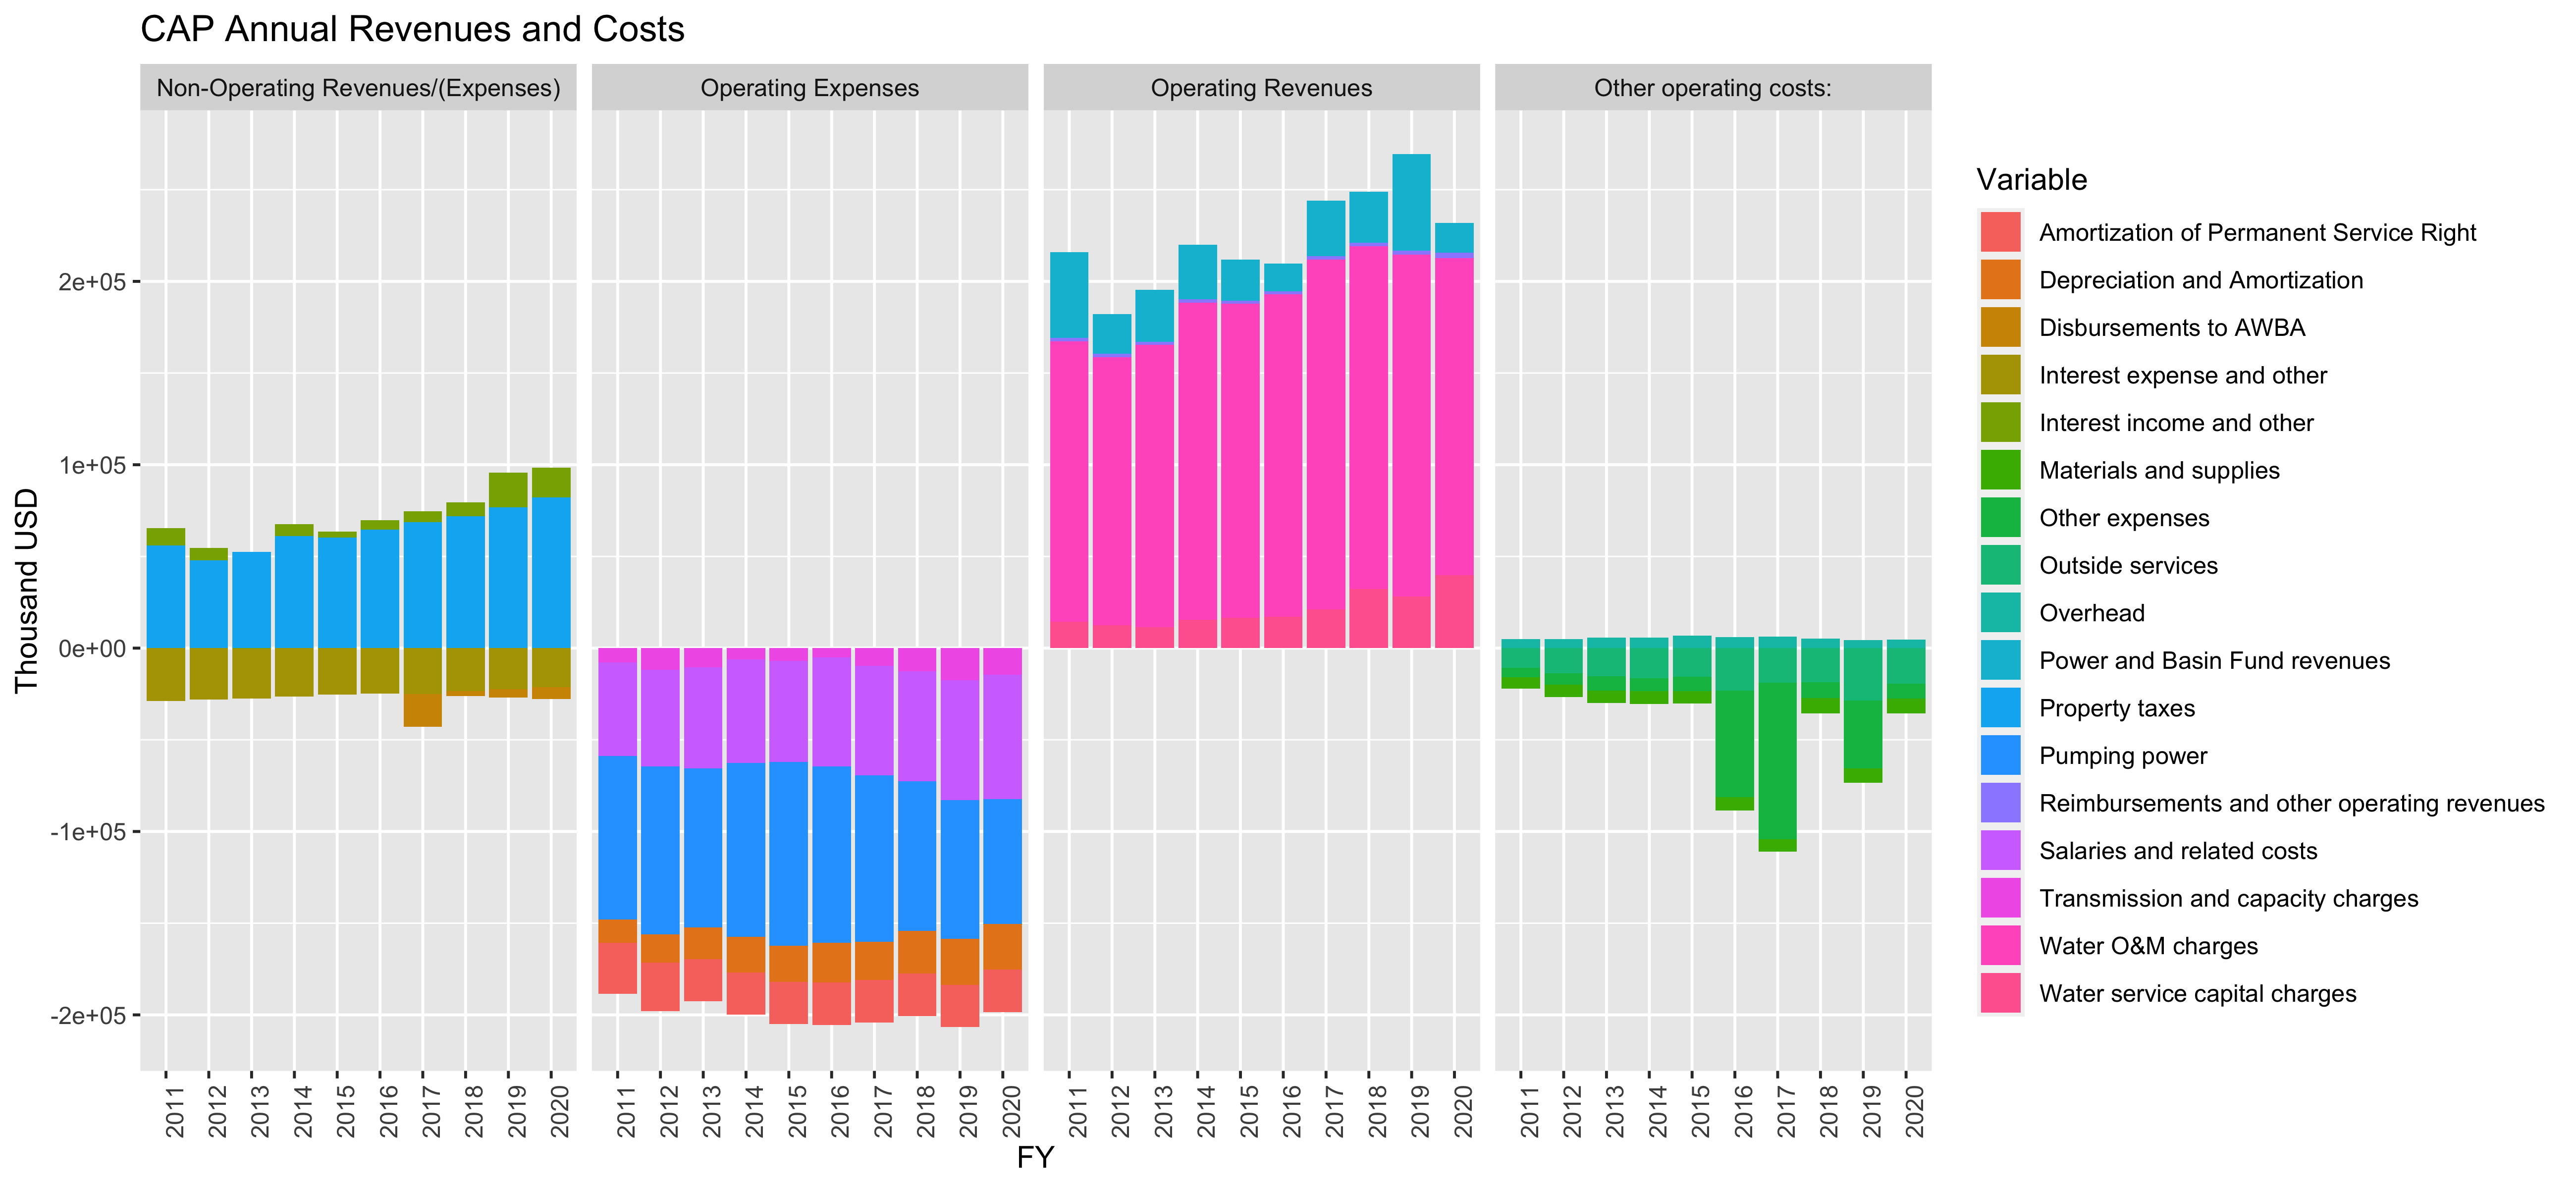 CAP Annual Revenues and Costs
Non-Operating Revenues/(Expenses)
Operating Expenses
Operating Revenues
Other operating costs:
Thousand USD
2e+05
1e+05
0e+00
-1e+05
-2e+05
2011 2012 2013 2014 2015 2016 2017 2018 2019 2020
2011 2012 2013 2014 2015 2016 2017 2018 2019 2020
2011 2012 2013 2014 2015 2016 2017 2018 2019 2020
2011 2012 2013 2014 2015 2016 2017 2018 2019 2020
FY
Variable
Amortization of Permanent Service Right
Depreciation and Amortization
Disbursements to AWBA
Interest expense and other
Interest income and other
Materials and supplies
Other expenses
Outside services
Overhead
Power and Basin Fund revenues
Property taxes
Pumping power
Reimbursements and other operating revenues
Salaries and related costs
Transmission and capacity charges
Water O&M charges
Water service capital charges